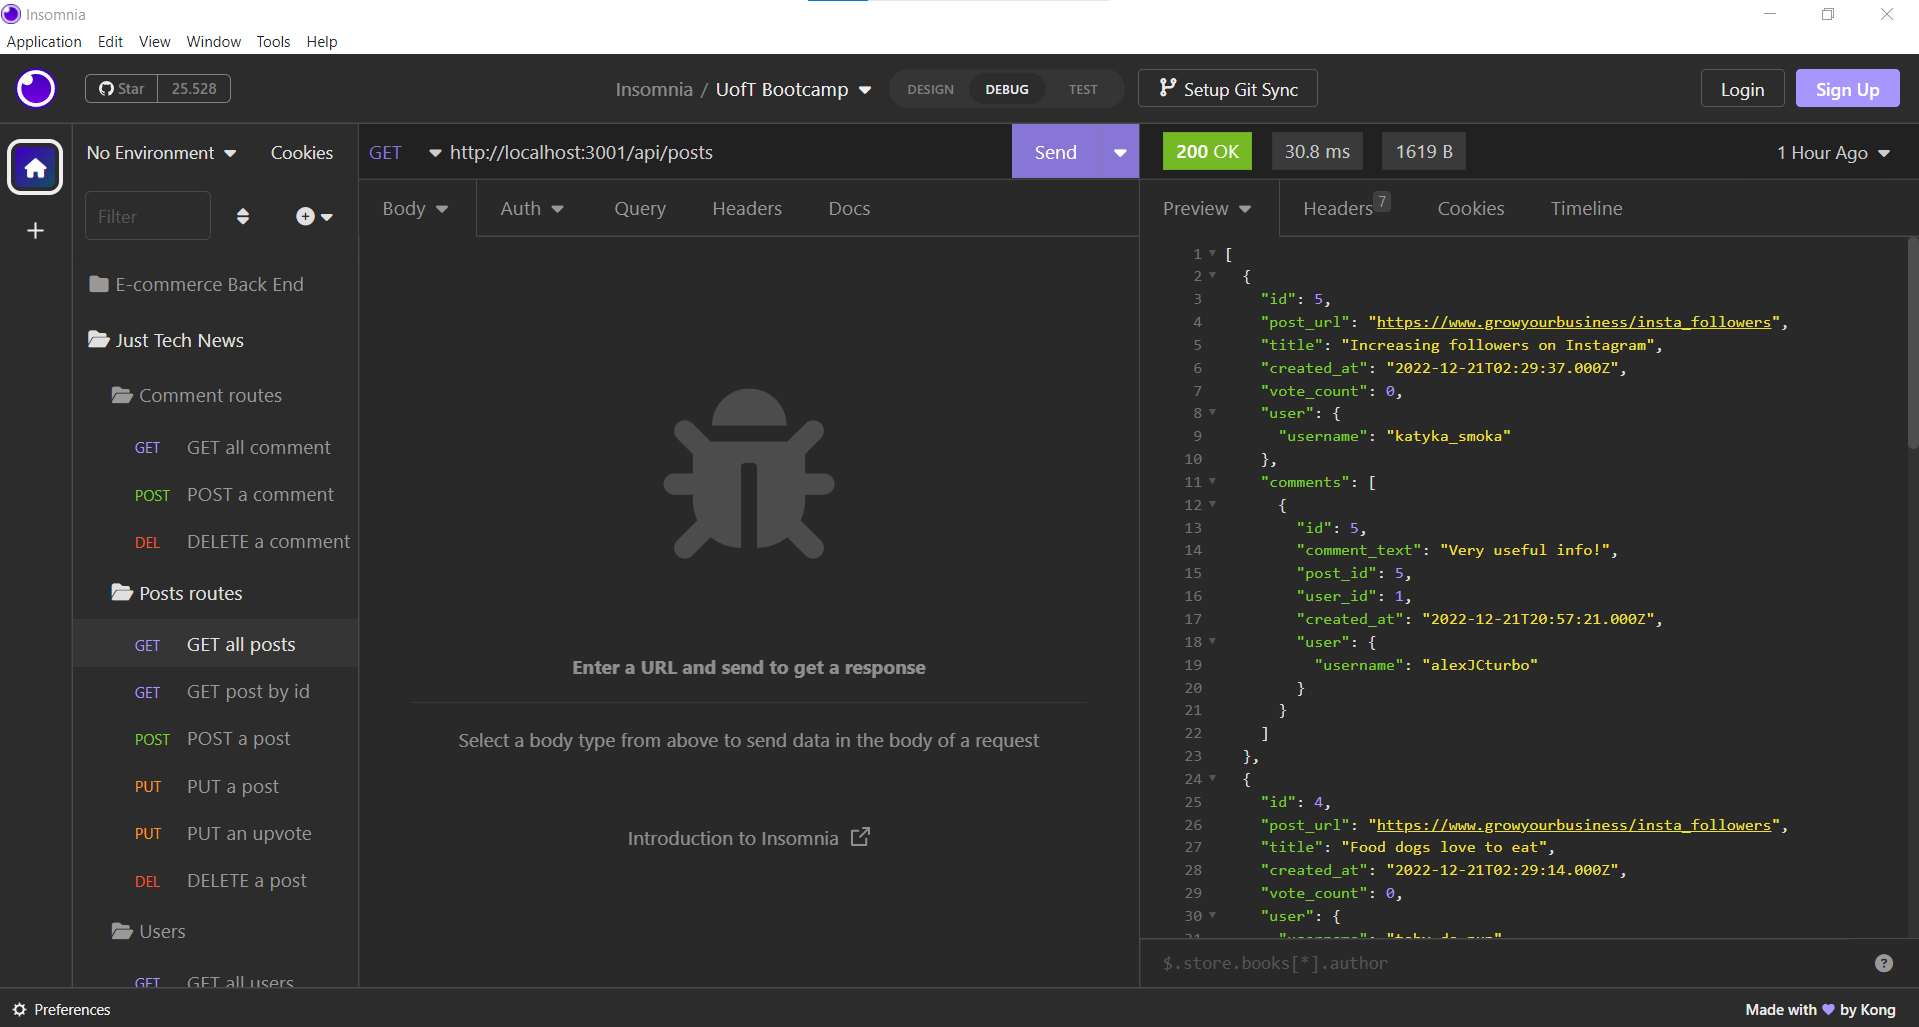 Insomnia
Application Edit View Window Tools Help
Star 25.528
Insomnia / UofT Bootcamp
DESIGN DEBUG TEST
Setup Git Sync
Login Sign Up
No Environment Cookies
GET http://localhost:3001/api/posts Send
200 OK 30.8 ms 1619 B
1 Hour Ago
Filter
Body Auth Query Headers Docs
Preview Headers 7 Cookies Timeline
E-commerce Back End
Just Tech News
Comment routes
GET GET all comment
POST POST a comment
DEL DELETE a comment
Posts routes
GET GET all posts
GET GET post by id
POST POST a post
PUT PUT a post
PUT PUT an upvote
DEL DELETE a post
Users
GET GET all users
Enter a URL and send to get a response
Select a body type from above to send data in the body of a request
Introduction to Insomnia
1 [
2 {
3 "id": 5,
4 "post_url": "https://www.growyourbusiness/insta_followers",
5 "title": "Increasing followers on Instagram",
6 "created_at": "2022-12-21T02:29:37.000Z",
7 "vote_count": 0,
8 "user": {
9 "username": "katyka_smoka"
10 },
11 "comments": [
12 {
13 "id": 5,
14 "comment_text": "Very useful info!",
15 "post_id": 5,
16 "user_id": 1,
17 "created_at": "2022-12-21T20:57:21.000Z",
18 "user": {
19 "username": "alexJCturbo"
20 }
21 }
22 ]
23 },
24 {
25 "id": 4,
26 "post_url": "https://www.growyourbusiness/insta_followers",
27 "title": "Food dogs love to eat",
28 "created_at": "2022-12-21T02:29:14.000Z",
29 "vote_count": 0,
30 "user": {
31 "username":
$.store.books[*].author
Preferences
Made with by Kong